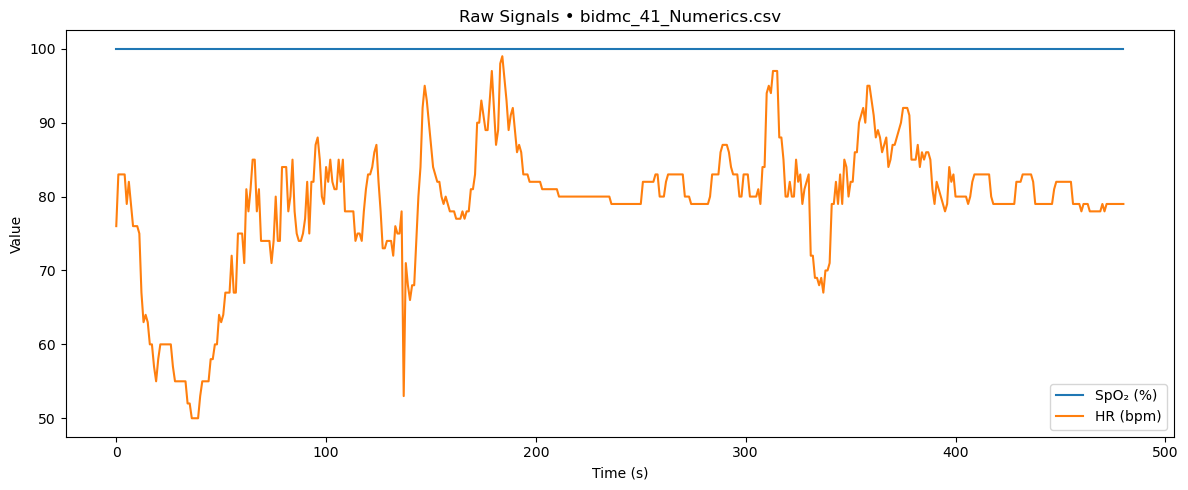 Raw Signals • bidmc_41_Numerics.csv
Value
100
90
80
70
60
50
SpO₂ (%)
HR (bpm)
0
100
200
300
400
500
Time (s)